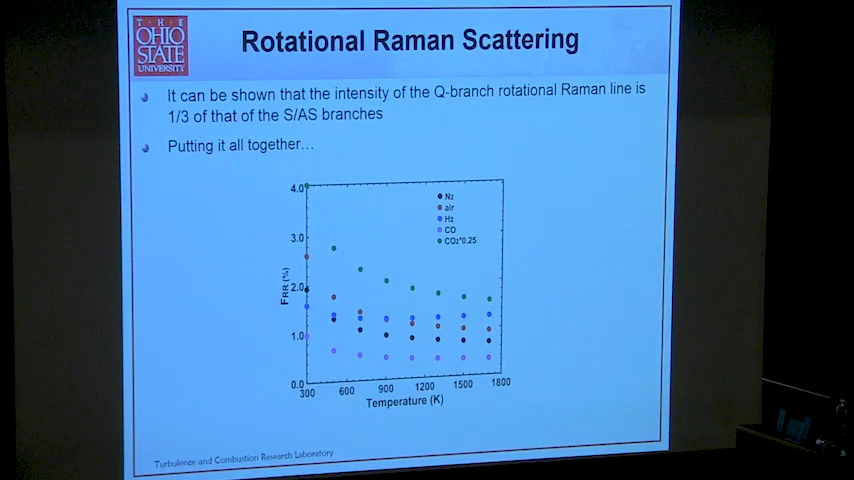 T · H · E
OHIO
STATE
UNIVERSITY
Rotational Raman Scattering
It can be shown that the intensity of the Q-branch rotational Raman line is
1/3 of that of the S/AS branches
Putting it all together…
4.0
3.0
2.0
1.0
0.0
FRR (%)
N2
air
H2
CO
CO2*0.25
300
600
900
1200
1500
1800
Temperature (K)
Turbulence and Combustion Research Laboratory